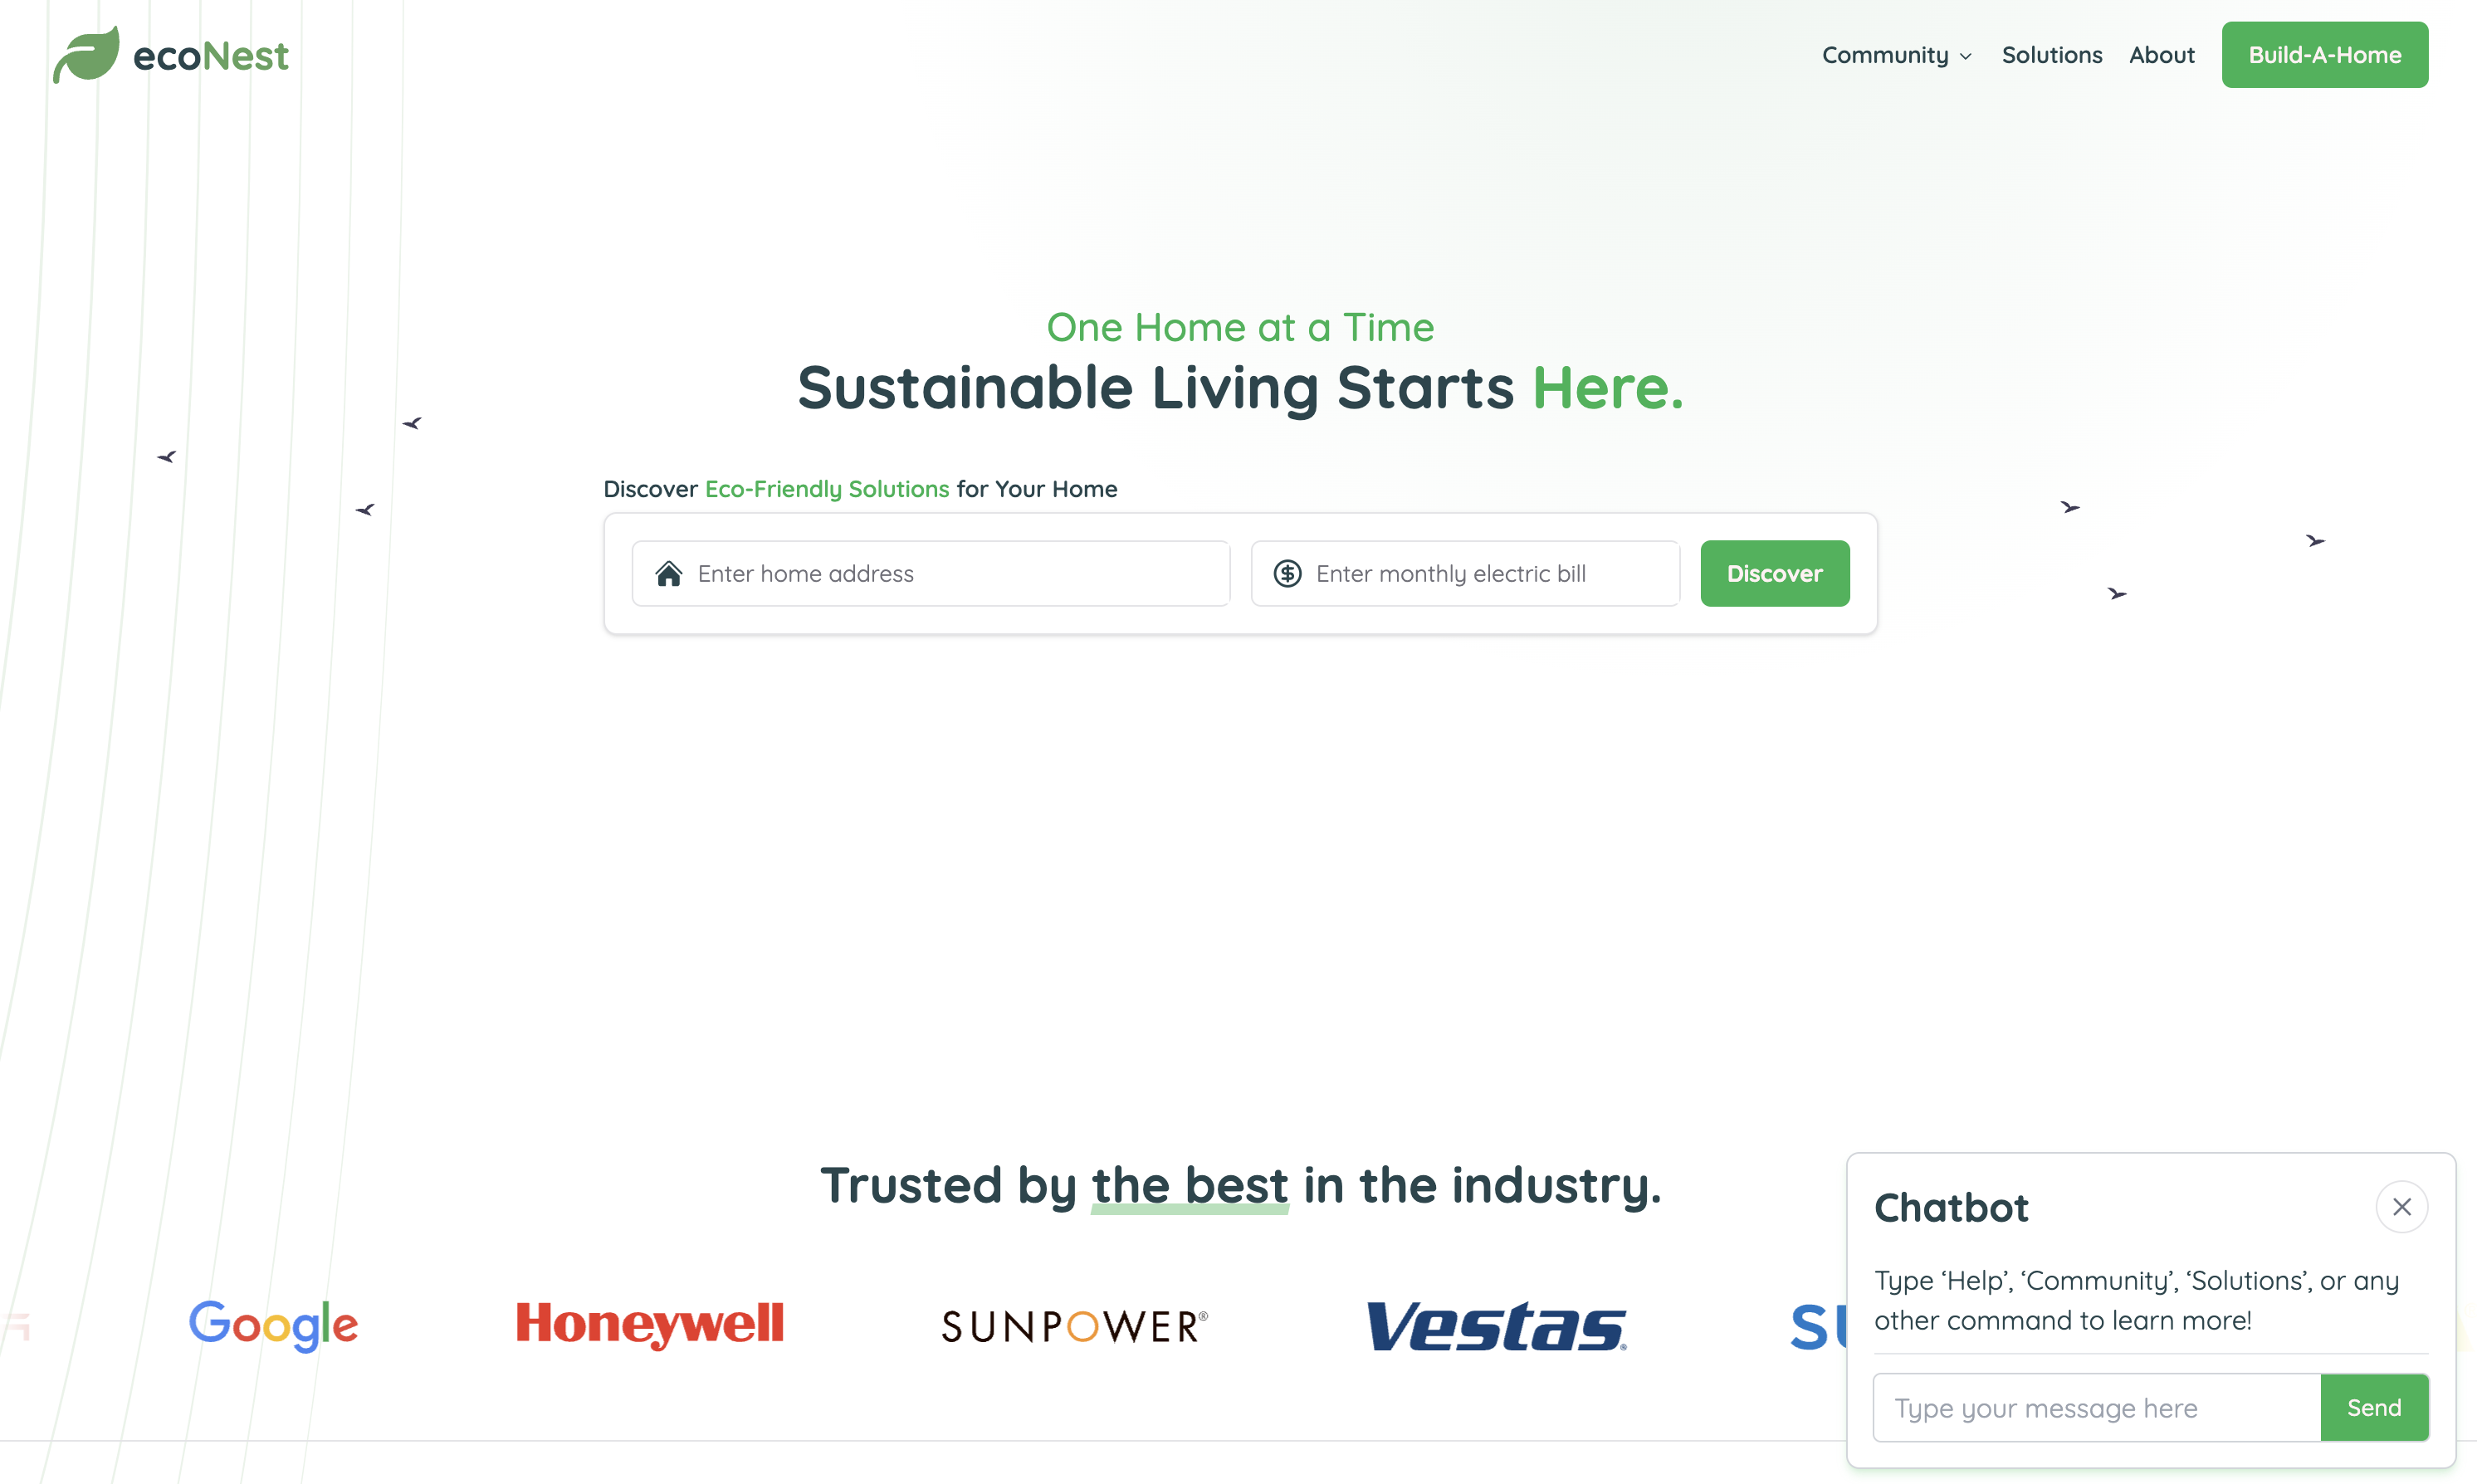 ecoNest
Community
Solutions
About
Build-A-Home
One Home at a Time
Sustainable Living Starts Here.
Discover Eco-Friendly Solutions for Your Home
Enter home address
Enter monthly electric bill
Discover
Trusted by the best in the industry.
Google
Honeywell
SUNPOWER®
Vestas®
Chatbot
Type ‘Help’, ‘Community’, ‘Solutions’, or any
other command to learn more!
Type your message here
Send